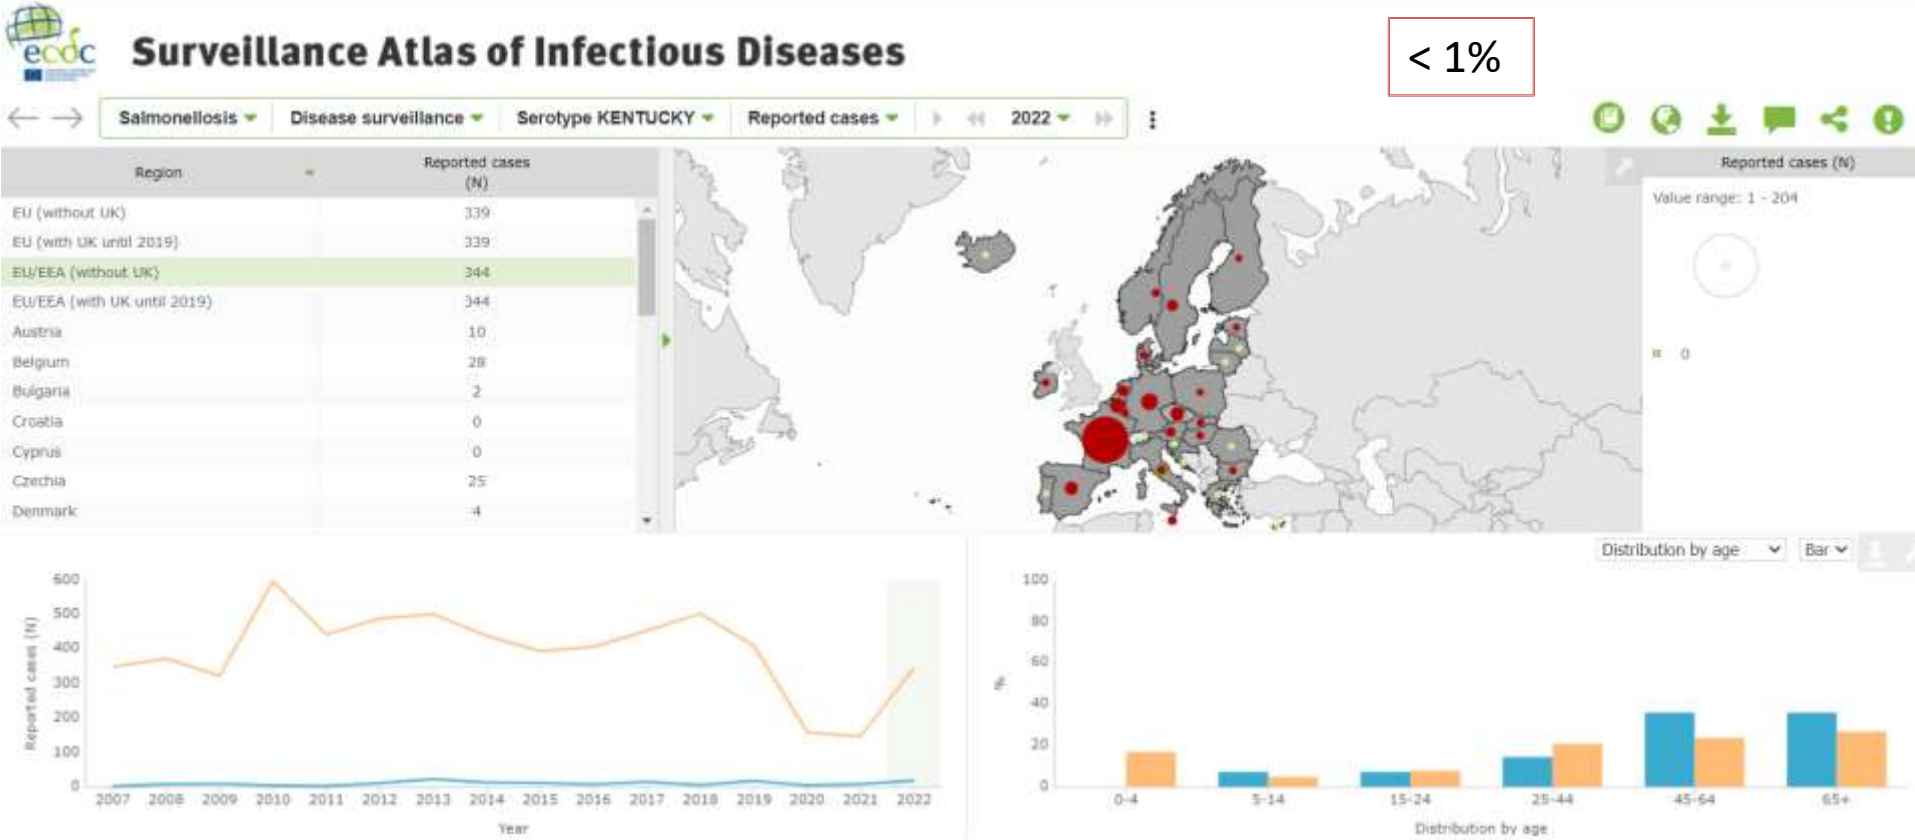 ecdc
Surveillance Atlas of Infectious Diseases
< 1%
Salmonellosis Disease surveillance Serotype KENTUCKY Reported cases 2022
Region Reported cases (N)
EU (without UK) 339
EU (with UK until 2019) 339
EU/EEA (without UK) 344
EU/EEA (with UK until 2019) 344
Austria 10
Belgium 28
Bulgaria 2
Croatia 0
Cyprus 0
Czechia 25
Denmark 4
Reported cases (N)
Value range: 1 - 204
0
600
500
400
300
200
100
0
Reported cases (N)
2007 2008 2009 2010 2011 2012 2013 2014 2015 2016 2017 2018 2019 2020 2021 2022
Year
Distribution by age Bar
100
80
60
40
20
0
%
0-4 5-14 15-24 25-44 45-64 65+
Distribution by age